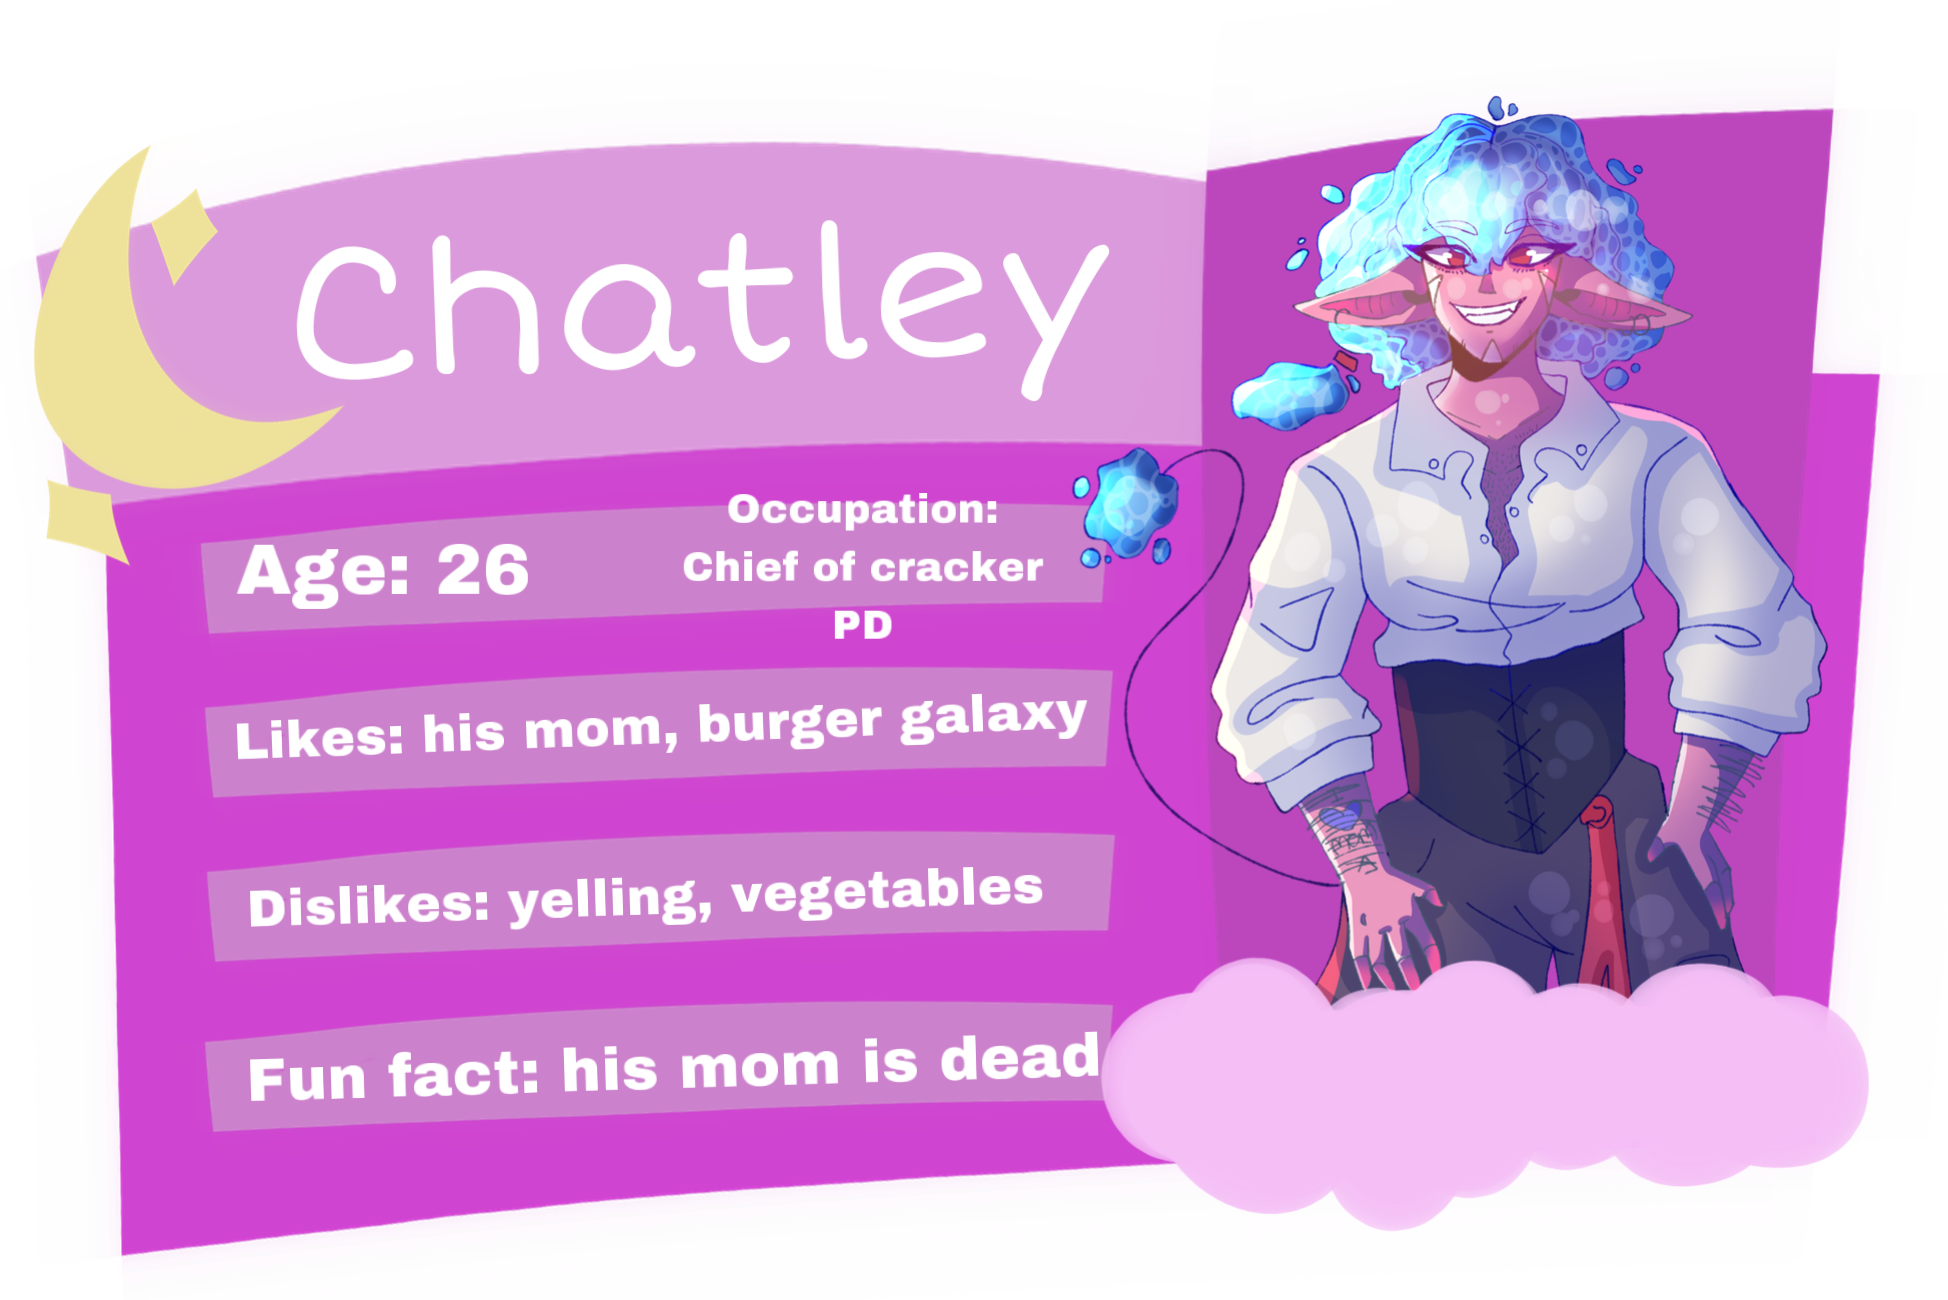 Chatley
Age: 26
Occupation:
Chief of cracker
PD
Likes: his mom, burger galaxy
Dislikes: yelling, vegetables
Fun fact: his mom is dead